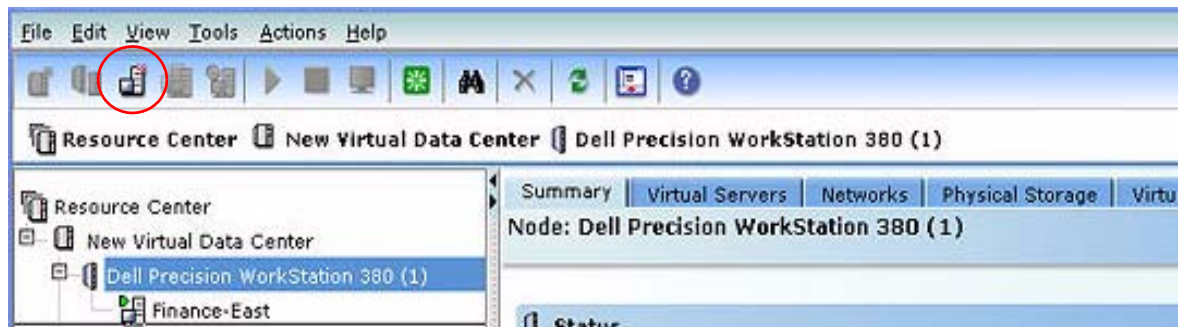 File Edit View Tools Actions Help
Resource Center New Virtual Data Center Dell Precision WorkStation 380 (1)
Resource Center
New Virtual Data Center
Dell Precision WorkStation 380 (1)
Finance-East
Summary Virtual Servers Networks Physical Storage Virtu
Node: Dell Precision WorkStation 380 (1)
Status